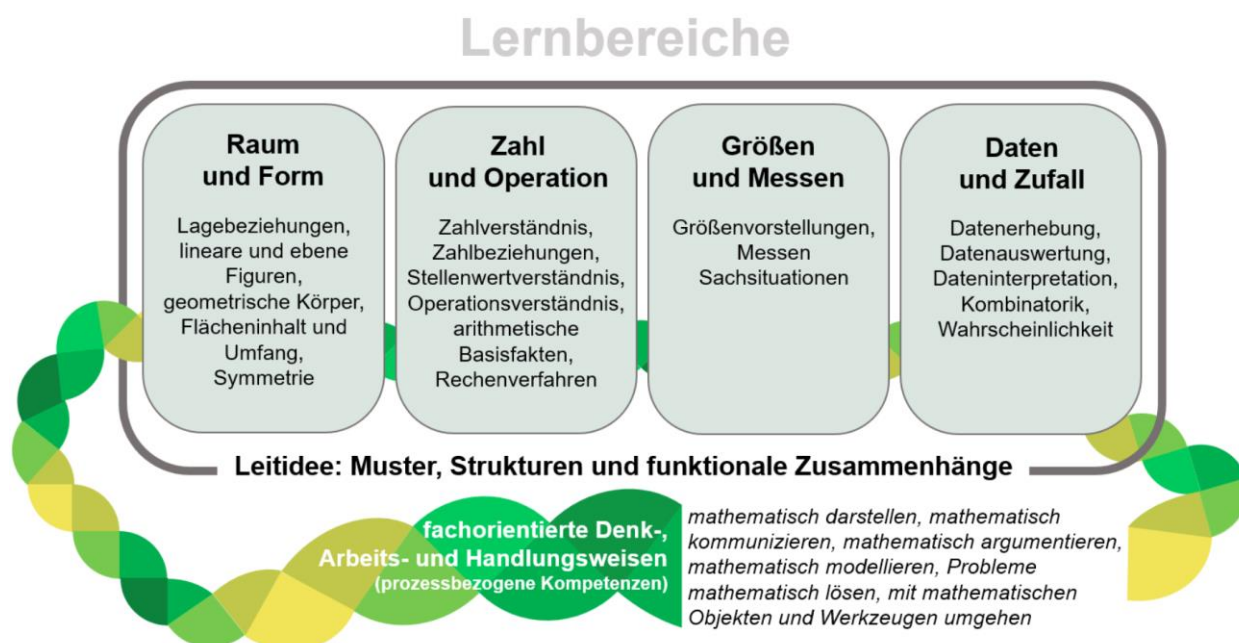 Lernbereiche
Raum
und Form
Lagebeziehungen,
lineare und ebene
Figuren,
geometrische Körper,
Flächeninhalt und
Umfang,
Symmetrie
Zahl
und Operation
Zahlverständnis,
Zahlbeziehungen,
Stellenwertverständnis,
Operationsverständnis,
arithmetische
Basisfakten,
Rechenverfahren
Größen
und Messen
Größenvorstellungen,
Messen
Sachsituationen
Daten
und Zufall
Datenerhebung,
Datenauswertung,
Dateninterpretation,
Kombinatorik,
Wahrscheinlichkeit
Leitidee: Muster, Strukturen und funktionale Zusammenhänge
fachorientierte Denk-,
Arbeits- und Handlungsweisen
(prozessbezogene Kompetenzen)
mathematisch darstellen, mathematisch
kommunizieren, mathematisch argumentieren,
mathematisch modellieren, Probleme
mathematisch lösen, mit mathematischen
Objekten und Werkzeugen umgehen